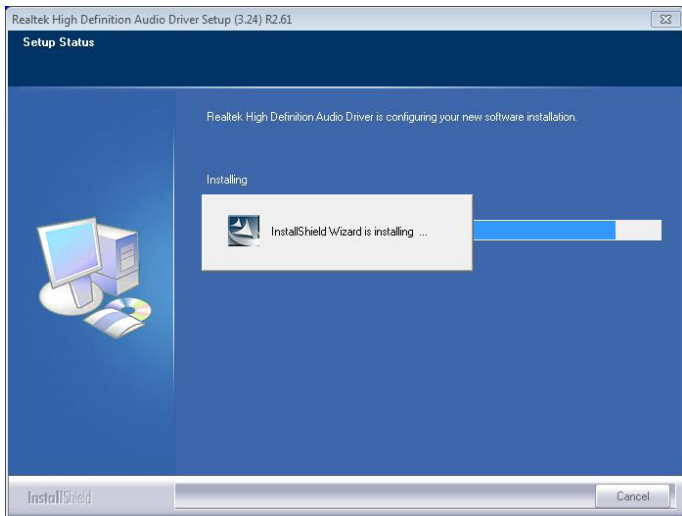 Realtek High Definition Audio Driver Setup (3.24) R2.61
Setup Status
Realtek High Definition Audio Driver is configuring your new software installation.
Installing
InstallShield Wizard is installing ...
InstallShield
Cancel